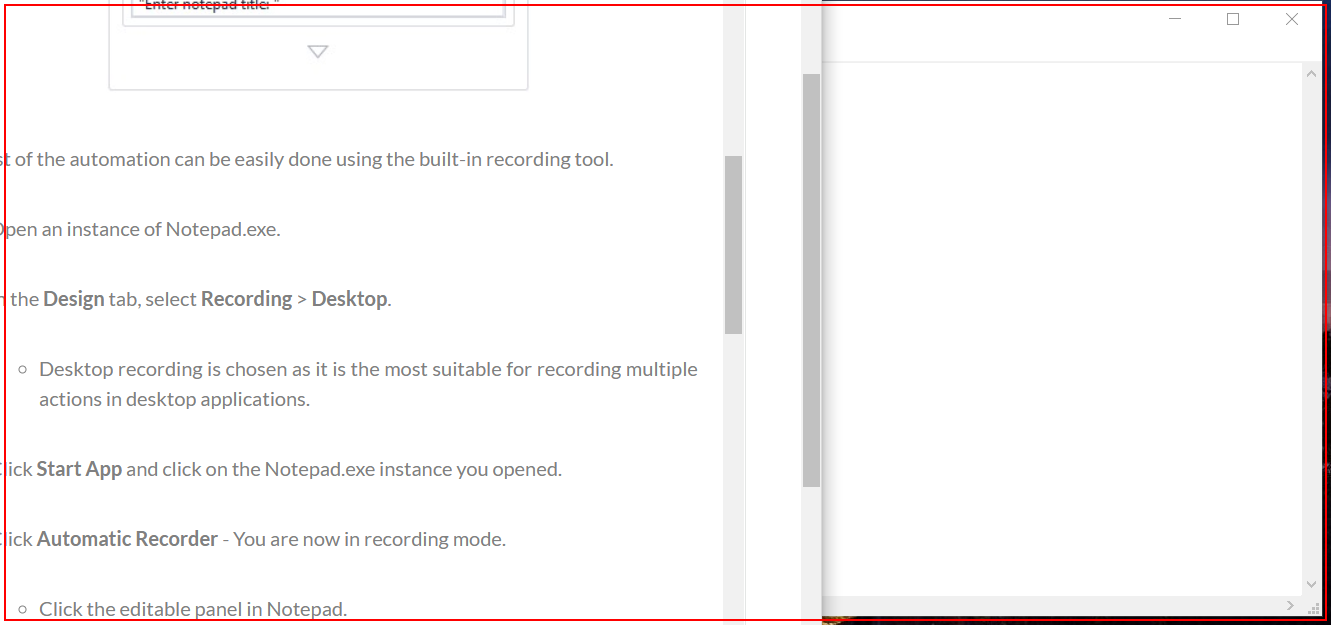 "Enter notepad title: "
st of the automation can be easily done using the built-in recording tool.
Open an instance of Notepad.exe.
n the Design tab, select Recording > Desktop.
Desktop recording is chosen as it is the most suitable for recording multiple
actions in desktop applications.
Click Start App and click on the Notepad.exe instance you opened.
Click Automatic Recorder - You are now in recording mode.
Click the editable panel in Notepad.